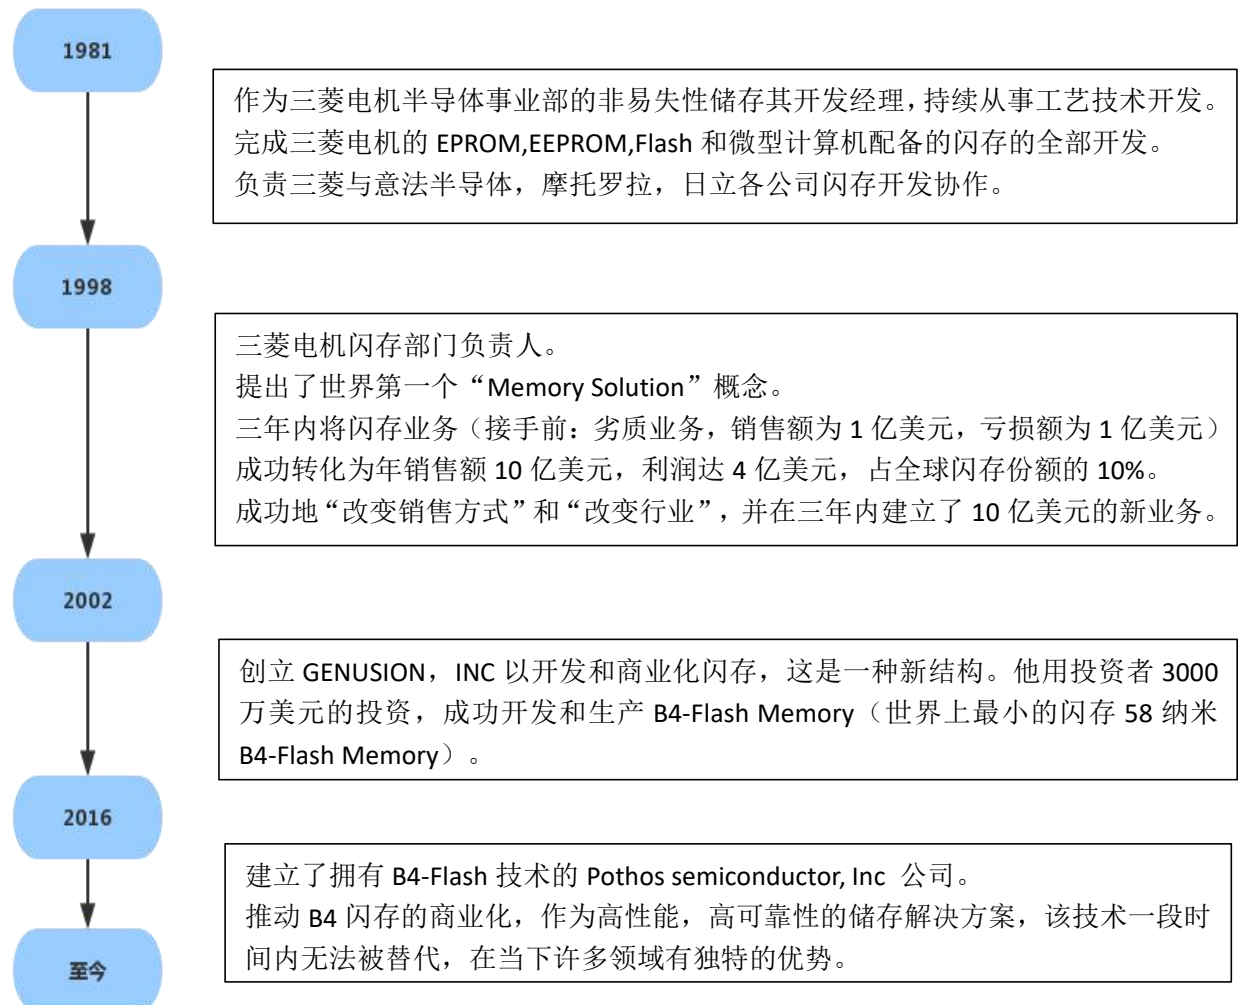 1981
作为三菱电机半导体事业部的非易失性储存其开发经理，持续从事工艺技术开发。
完成三菱电机的 EPROM,EEPROM,Flash 和微型计算机配备的闪存的全部开发。
负责三菱与意法半导体，摩托罗拉，日立各公司闪存开发协作。
1998
三菱电机闪存部门负责人。
提出了世界第一个“Memory Solution”概念。
三年内将闪存业务（接手前：劣质业务，销售额为 1 亿美元，亏损额为 1 亿美元）
成功转化为年销售额 10 亿美元，利润达 4 亿美元，占全球闪存份额的 10%。
成功地“改变销售方式”和“改变行业”，并在三年内建立了 10 亿美元的新业务。
2002
创立 GENUSION，INC 以开发和商业化闪存，这是一种新结构。他用投资者 3000
万美元的投资，成功开发和生产 B4-Flash Memory（世界上最小的闪存 58 纳米
B4-Flash Memory）。
2016
建立了拥有 B4-Flash 技术的 Pothos semiconductor, Inc 公司。
推动 B4 闪存的商业化，作为高性能，高可靠性的储存解决方案，该技术一段时
间内无法被替代，在当下许多领域有独特的优势。
至今